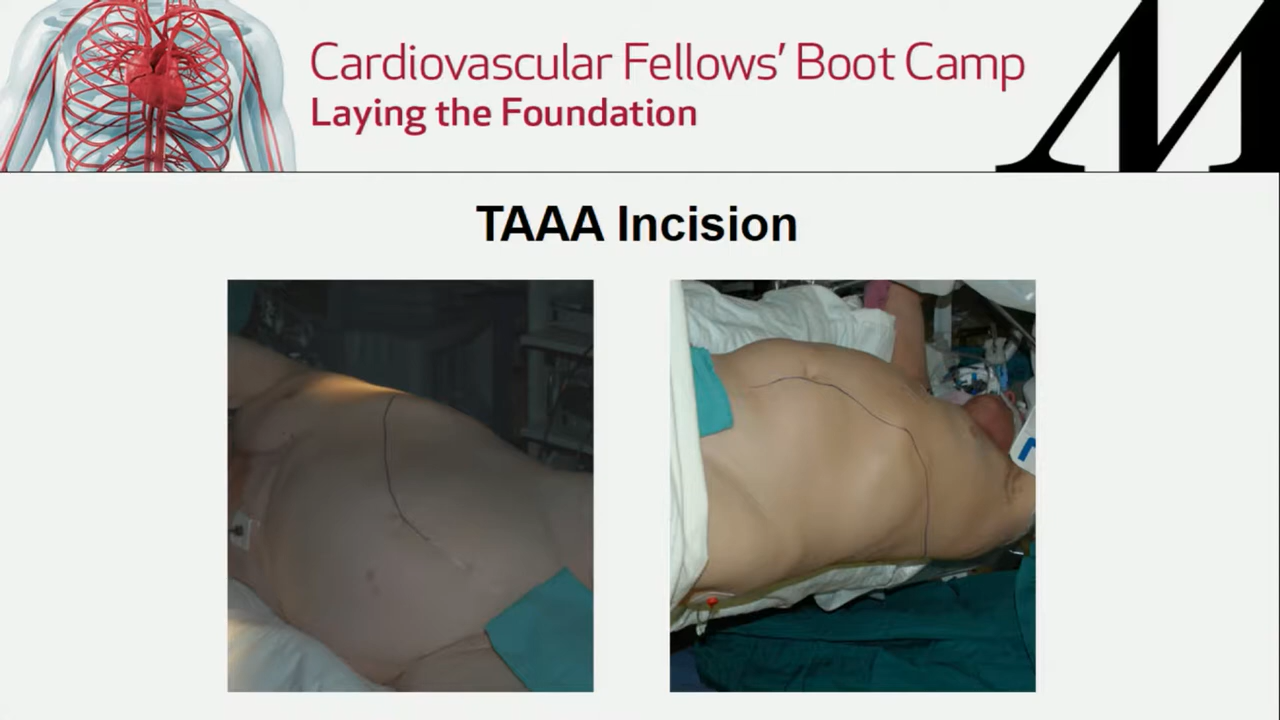 Cardiovascular Fellows' Boot Camp
Laying the Foundation
M
TAAA Incision